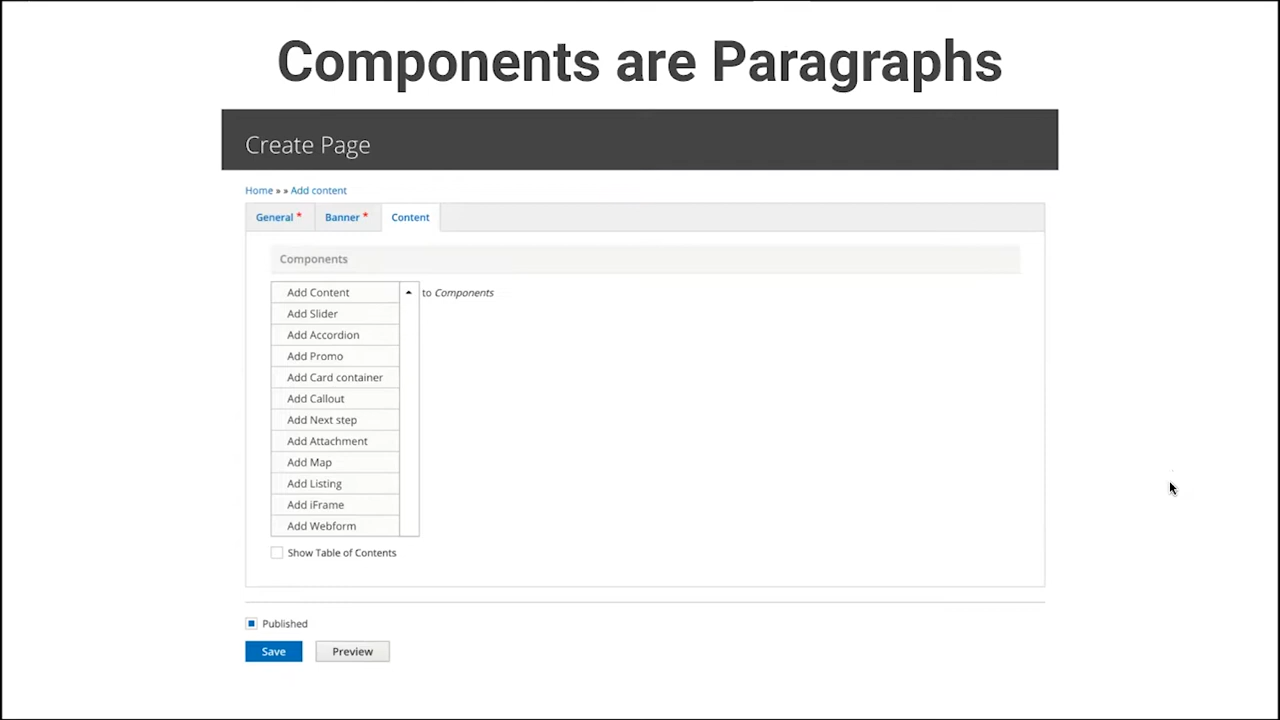 Components are Paragraphs
Create Page
Home » » Add content
General * Banner * Content
Components
Add Content to Components
Add Slider
Add Accordion
Add Promo
Add Card container
Add Callout
Add Next step
Add Attachment
Add Map
Add Listing
Add iFrame
Add Webform
Show Table of Contents
Published
Save Preview